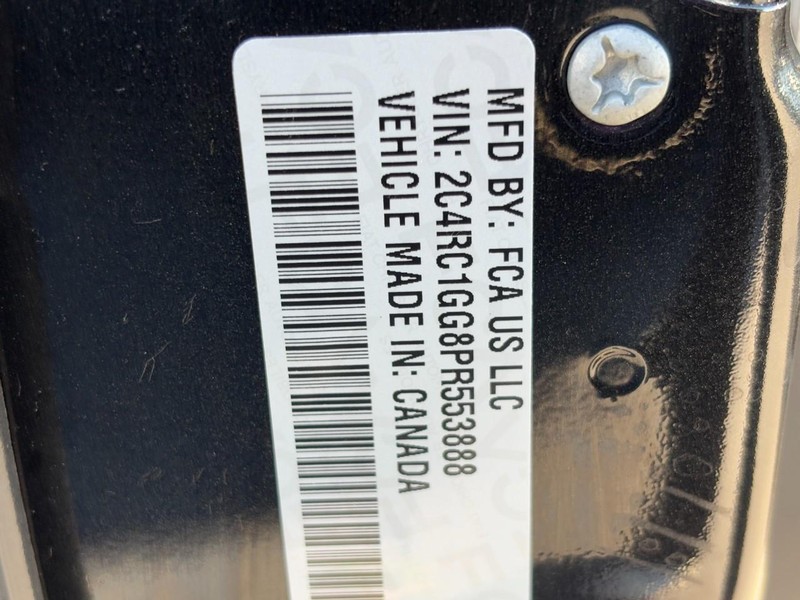 MFD BY: FCA US LLC
VIN: 2C4RC1GG8PR553888
VEHICLE MADE IN: CANADA